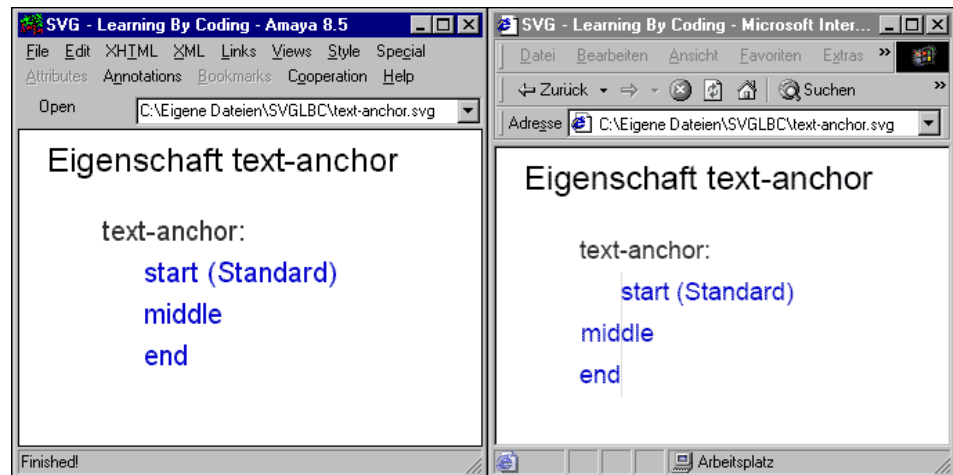 SVG - Learning By Coding - Amaya 8.5
File Edit XHTML XML Links Views Style Special
Attributes Annotations Bookmarks Cooperation Help
Open C:\Eigene Dateien\SVGLBC\text-anchor.svg
Eigenschaft text-anchor
text-anchor:
start (Standard)
middle
end
Finished!
SVG - Learning By Coding - Microsoft Inter...
Datei Bearbeiten Ansicht Favoriten Extras »
Zurück Suchen »
Adresse C:\Eigene Dateien\SVGLBC\text-anchor.svg
Eigenschaft text-anchor
text-anchor:
start (Standard)
middle
end
Arbeitsplatz